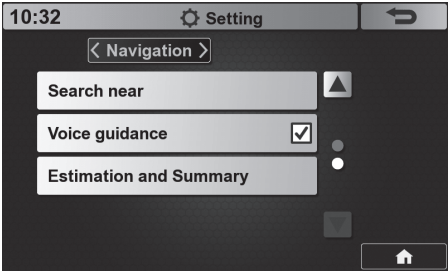 10:32
Setting
< Navigation >
Search near
Voice guidance
Estimation and Summary